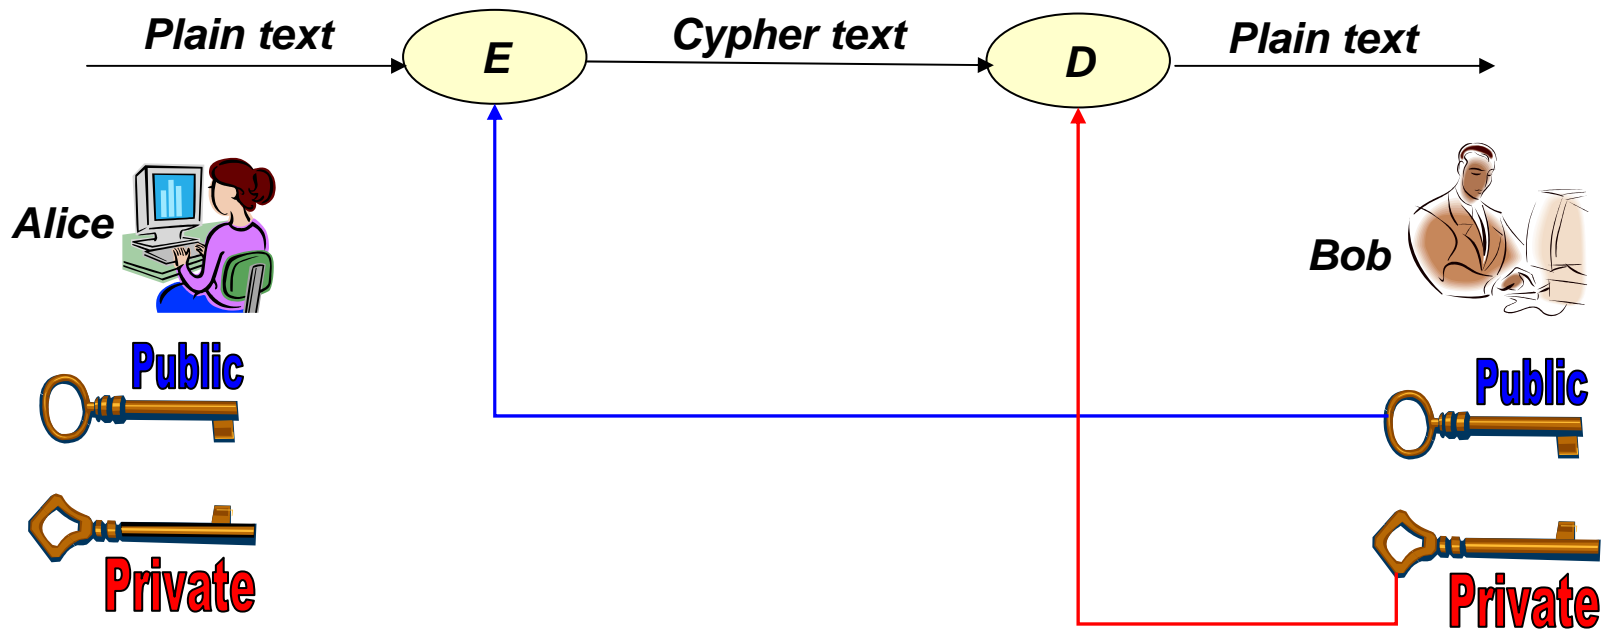 Plain text
E
Cypher text
D
Plain text
Alice
Bob
Public
Public
Private
Private